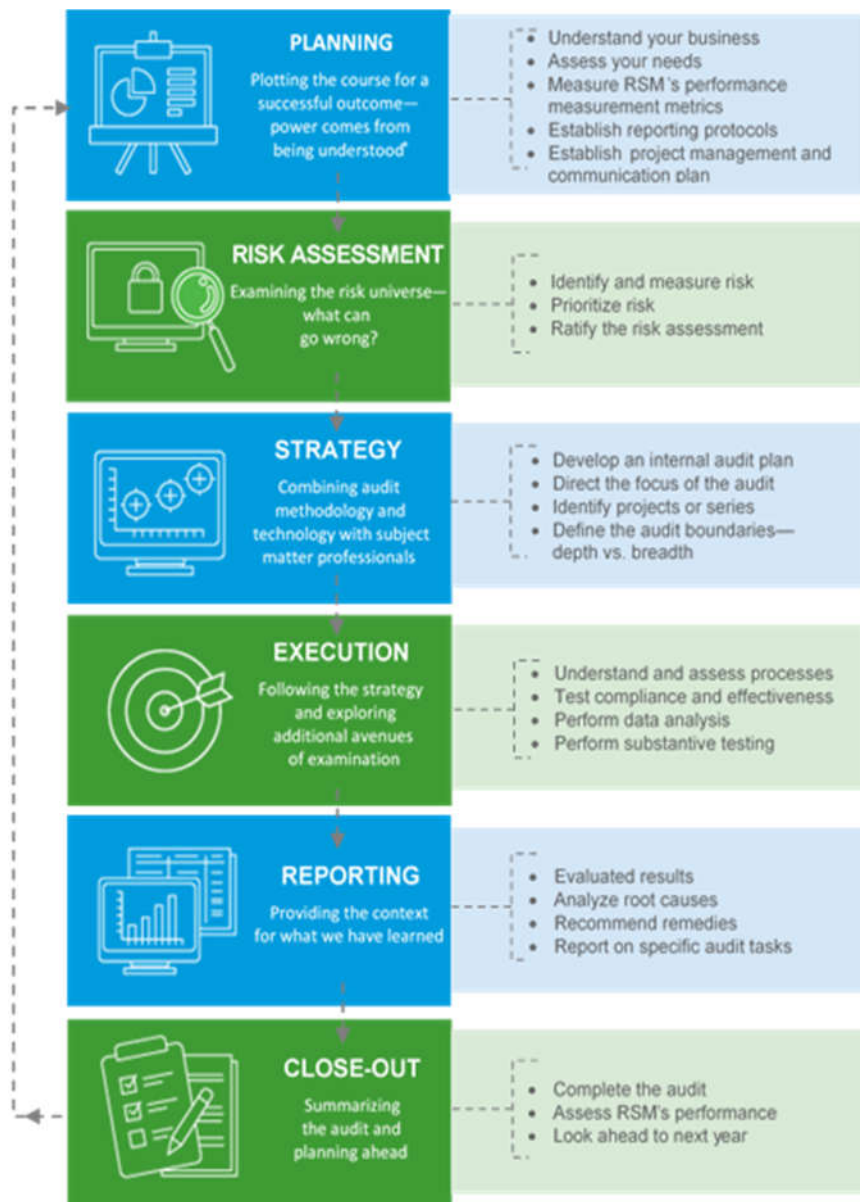 PLANNING
Plotting the course for a
successful outcome—
power comes from
being understood®
• Understand your business
• Assess your needs
• Measure RSM's performance
measurement metrics
• Establish reporting protocols
• Establish project management and
communication plan
RISK ASSESSMENT
Examining the risk universe—
what can
go wrong?
• Identify and measure risk
• Prioritize risk
• Ratify the risk assessment
STRATEGY
Combining audit
methodology and
technology with subject
matter professionals
• Develop an internal audit plan
• Direct the focus of the audit
• Identify projects or series
• Define the audit boundaries—
depth vs. breadth
EXECUTION
Following the strategy
and exploring
additional avenues
of examination
• Understand and assess processes
• Test compliance and effectiveness
• Perform data analysis
• Perform substantive testing
REPORTING
Providing the context
for what we have learned
• Evaluated results
• Analyze root causes
• Recommend remedies
• Report on specific audit tasks
CLOSE-OUT
Summarizing
the audit and
planning ahead
• Complete the audit
• Assess RSM's performance
• Look ahead to next year